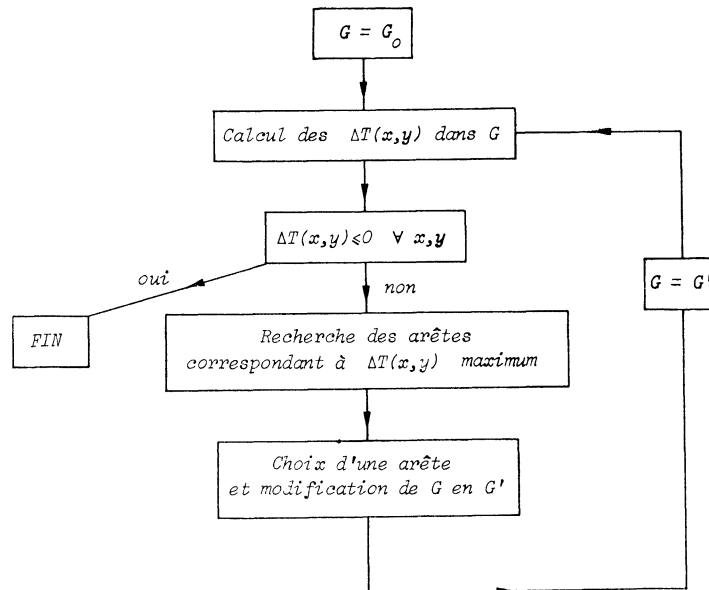 G = G₀
Calcul des ΔT(x,y) dans G
ΔT(x,y)⩽0 ∀ x,y
oui
non
G = G'
FIN
Recherche des arêtes
correspondant à ΔT(x,y) maximum
Choix d'une arête
et modification de G en G'